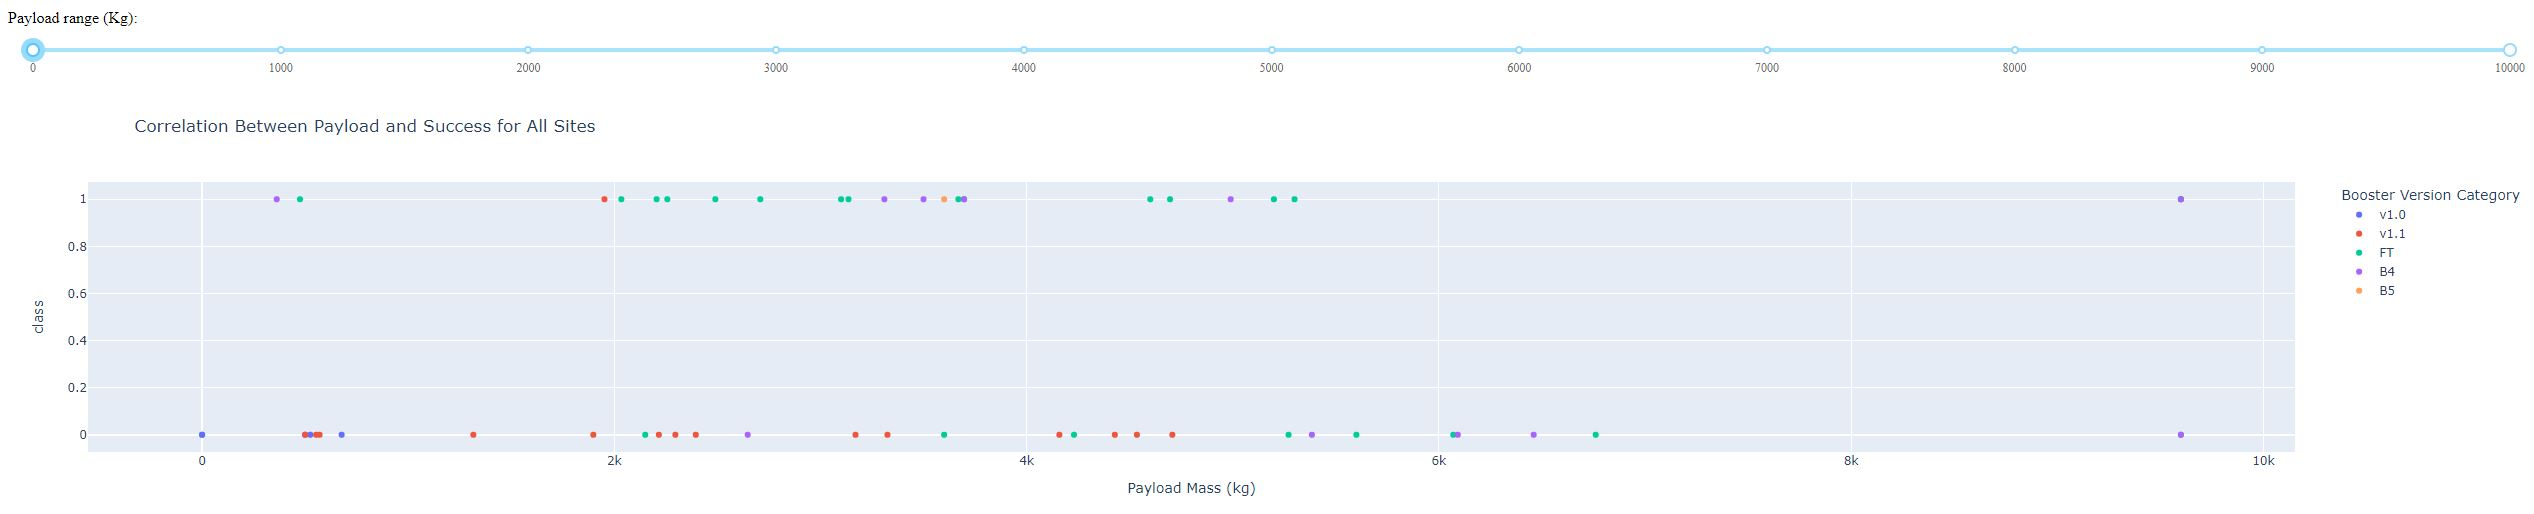 Payload range (Kg):
0 1000 2000 3000 4000 5000 6000 7000 8000 9000 10000
Correlation Between Payload and Success for All Sites
1
0.8
0.6
0.4
0.2
0
class
0 2k 4k 6k 8k 10k
Payload Mass (kg)
Booster Version Category
v1.0
v1.1
FT
B4
B5